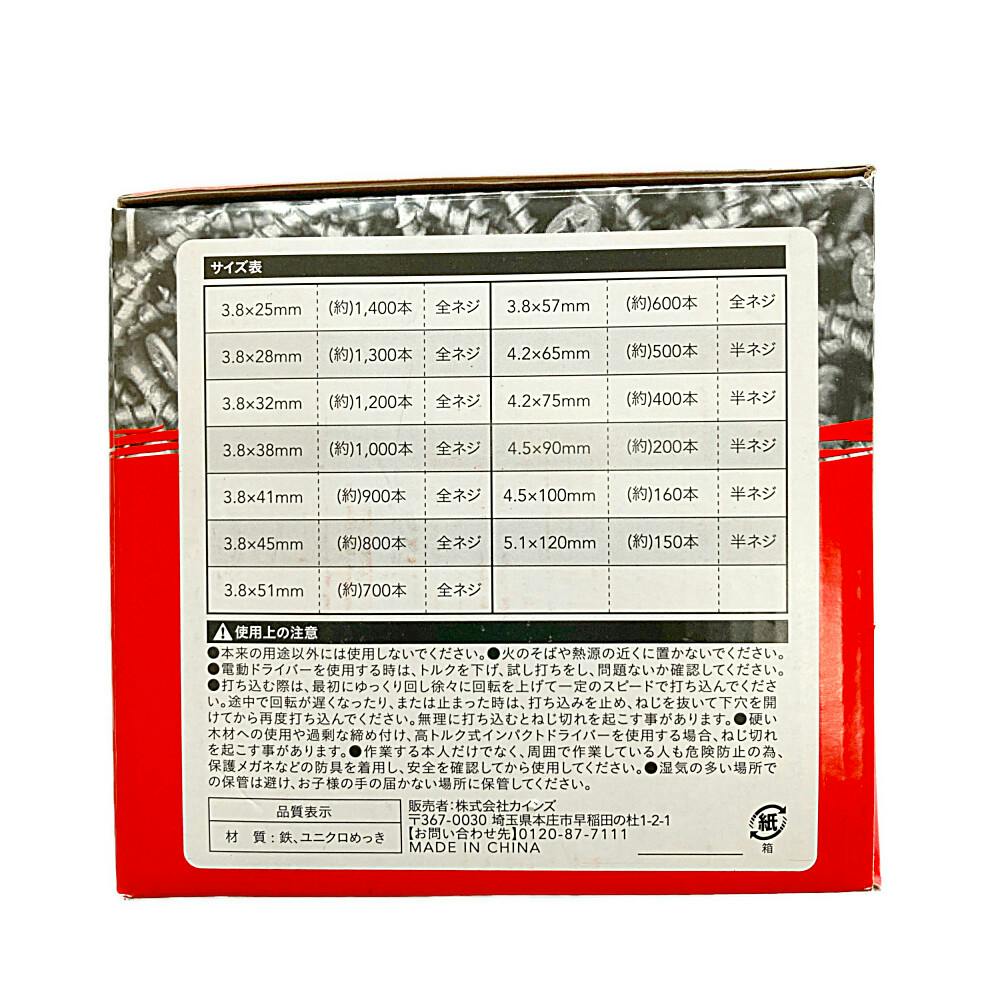 サイズ表
3.8×25mm (約)1,400本 全ネジ 3.8×57mm (約)600本 全ネジ
3.8×28mm (約)1,300本 全ネジ 4.2×65mm (約)500本 半ネジ
3.8×32mm (約)1,200本 全ネジ 4.2×75mm (約)400本 半ネジ
3.8×38mm (約)1,000本 全ネジ 4.5×90mm (約)200本 半ネジ
3.8×41mm (約)900本 全ネジ 4.5×100mm (約)160本 半ネジ
3.8×45mm (約)800本 全ネジ 5.1×120mm (約)150本 半ネジ
3.8×51mm (約)700本 全ネジ
使用上の注意
●本来の用途以外には使用しないでください。●火のそばや熱源の近くに置かないでください。
●電動ドライバーを使用する時は、トルクを下げ、試し打ちをし、問題ないか確認してください。
●打ち込む際は、最初にゆっくり回し徐々に回転を上げて一定のスピードで打ち込んでくださ
い。途中で回転が遅くなったり、または止まった時は、打ち込みを止め、ねじを抜いて下穴を開
けてから再度打ち込んでください。無理に打ち込むとねじ切れを起こす事があります。●硬い
木材への使用や過剰な締め付け、高トルク式インパクトドライバーを使用する場合、ねじ切れ
を起こす事があります。●作業する本人だけでなく、周囲で作業している人も危険防止の為、
保護メガネなどの防具を着用し、安全を確認してから使用してください。●湿気の多い場所で
の保管は避け、お子様の手の届かない場所に保管してください。
品質表示
材 質:鉄、ユニクロめっき
販売者:株式会社カインズ
〒367-0030 埼玉県本庄市早稲田の杜1-2-1
【お問い合わせ先】0120-87-7111
MADE IN CHINA
紙
箱